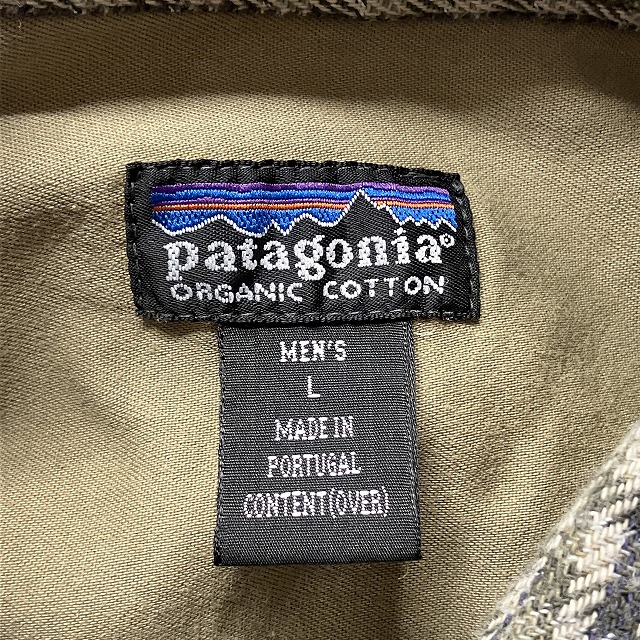 patagonia®
ORGANIC COTTON
MEN'S
L
MADE IN
PORTUGAL
CONTENT(OVER)